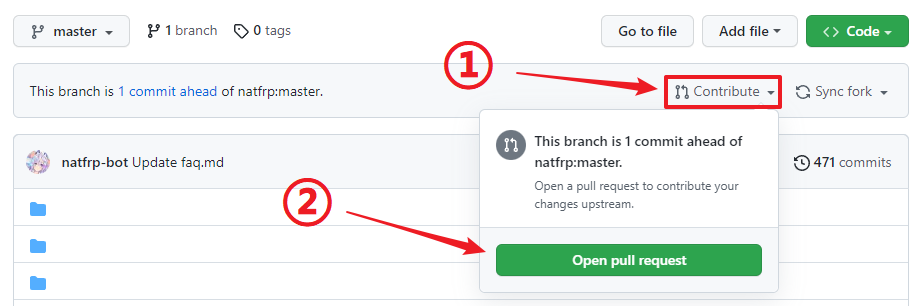 master
1 branch
0 tags
Go to file
Add file
<> Code
This branch is 1 commit ahead of natfrp:master.
1
Contribute
Sync fork
This branch is 1 commit ahead of
natfrp:master.
Open a pull request to contribute your
changes upstream.
natfrp-bot Update faq.md
471 commits
2
Open pull request